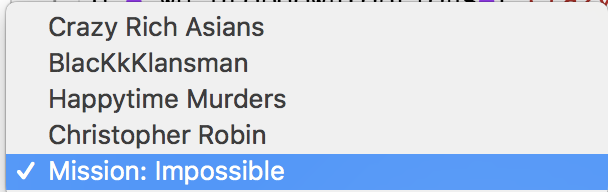 Crazy Rich Asians
BlacKkKlansman
Happytime Murders
Christopher Robin
Mission: Impossible